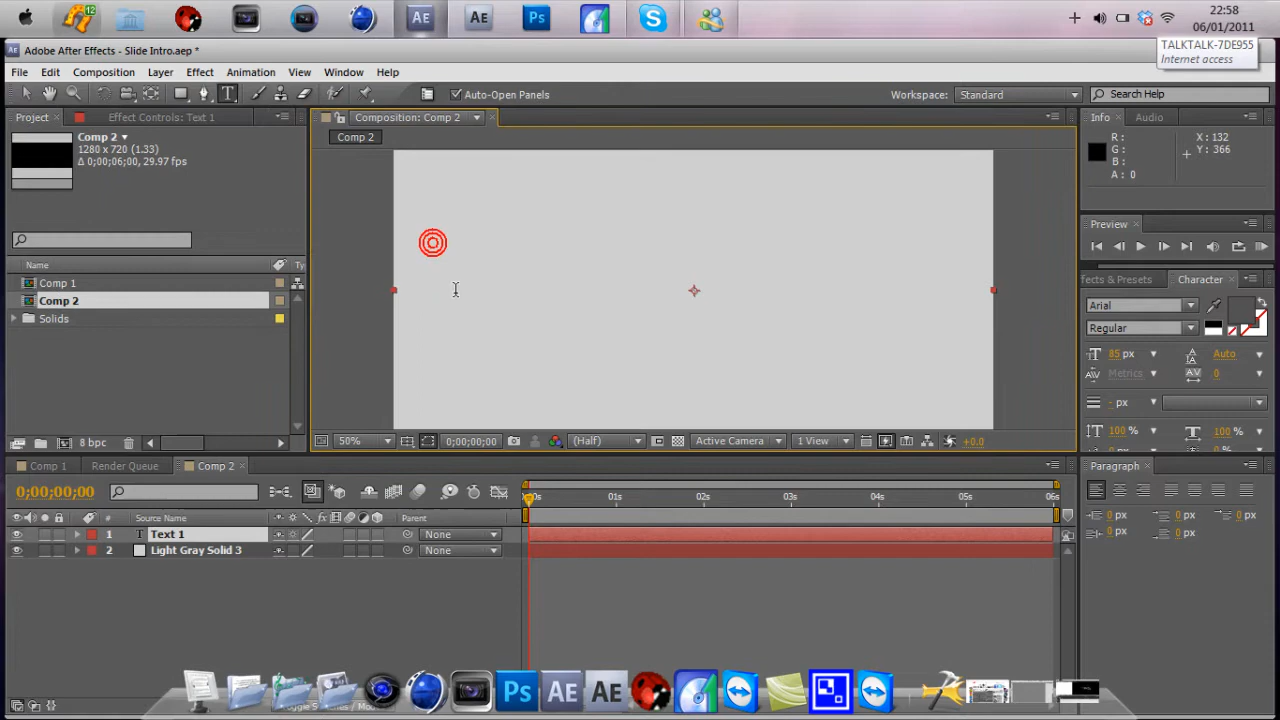 22:58
06/01/2011
TALKTALK-7DE955
Internet access
Adobe After Effects - Slide Intro.aep *
File Edit Composition Layer Effect Animation View Window Help
Auto-Open Panels
Workspace: Standard
Search Help
Project
Effect Controls: Text 1
Composition: Comp 2
Info
Audio
Comp 2
1280 x 720 (1.33)
Δ 0;00;06;00, 29.97 fps
Comp 2
R:
G:
B:
A: 0
X: 132
Y: 366
Preview
Name
Ty
Comp 1
Comp 2
Solids
ffects & Presets
Character
Arial
Regular
85 px
Auto
Metrics
0
- px
100 %
100 %
8 bpc
50%
0;00;00;00
(Half)
Active Camera
1 View
+0.0
Comp 1
Render Queue
Comp 2
Paragraph
0;00;00;00
01s
02s
03s
04s
05s
06s
#
Source Name
Parent
1 T Text 1 None
2 Light Gray Solid 3 None
0 px
0 px
0 px
0 px
0 px
Ps
AE
AE